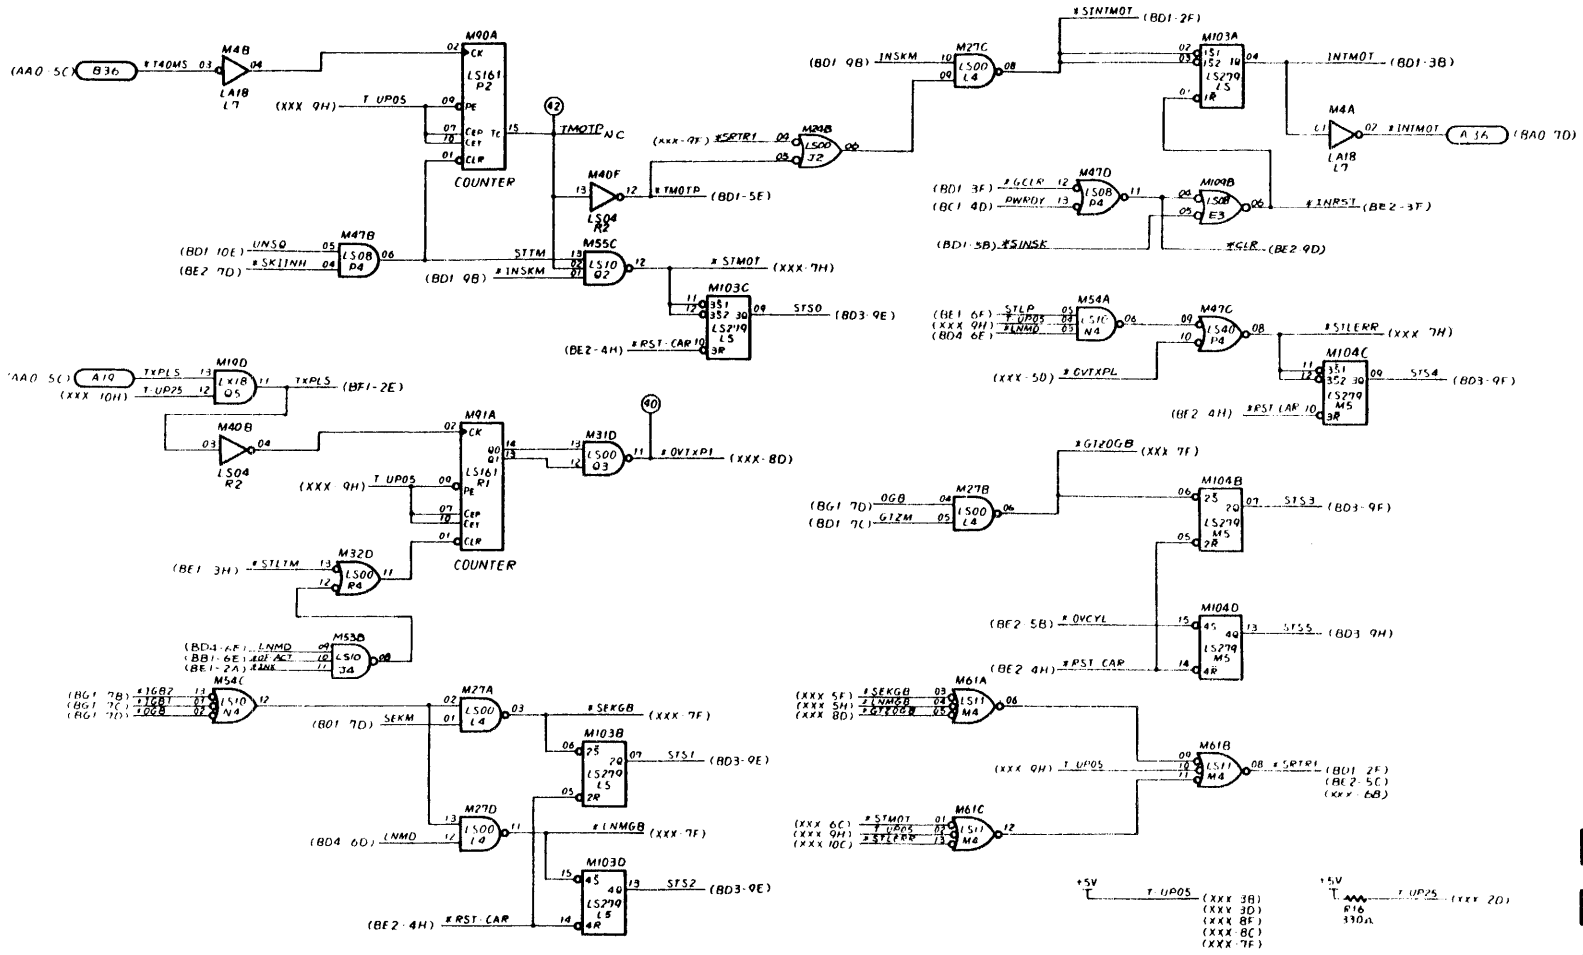 (AA0 5C) B36 *T40MS 03 M4B 04 LA18 L7
M90A 02 CK LS161 P2
(XXX 9H) T UP05 09 PE
07 CEP TC 15
10 CET
01 CLR
COUNTER
42
TMOTP NC
13 M40F 12 *TMOTP (BD1-5E)
LS04
R2
(BD1 10E) UNSQ 05 M47B 06
(BE2 7D) *SKIINH 04 LS08 P4
STTM 13 M55C 12 *STMOT (XXX-7H)
02 LS10
(BD1 9B) *INSKM 01 Q2
M103C
11 3S1
12 3S2 3Q 09 STS0 (BD3-9E)
LS279
L5
(BE2-4H) *RST-CAR 10 3R
(XXX-9F) *SRTR1 04 M24B 06
05 LS00
J2
(BD1 9B) INSKM 10 M27C 08
09 LS00
L4
*SINTMOT (BD1-2F)
M103A
02 1S1
03 1S2 1Q 04 INTMOT (BD1-3B)
LS279
L5
01 1R
M4A
02 *INTMOT A36 (BA0 7D)
LA18
L7
(BD1 3F) *GCLR 12 M47D 11
(BC1 4D) PWRDY 13 LS08 P4
04 M109B 06 *INRST (BE2-3F)
LS08
(BD1-5B) *SINSK 05 E3
*CLR (BE2-9D)
(BE1 6F) STLP 05 M54A 06
(XXX 9H) T UP05 04 LS10
(BD4 6E) *LNMD 03 N4
09 M47C 08 *STLERR (XXX 7H)
LS40
10 P4
(XXX-5D) *OVTXPL
M104C
11 3S1
12 3S2 3Q 09 STS4 (BD3-9F)
LS279
M5
(BE2 4H) *RST CAR 10 3R
(AA0 5C) A19 TXPLS 13 M19D 11 TXPLS (BF1-2E)
(XXX 10H) T-UP25 12 LX18 Q5
03 M40B 04
LS04
R2
M91A
02 CK
Q0 14
Q1 13
LS161
R1
(XXX 9H) T UP05 09 PE
07 CEP
10 CET
01 CLR
COUNTER
13 M31D 11 *OVTXP1 (XXX-8D)
12 LS00 Q3
40
(BE1 3H) *STLTM 13 M32D 11
12 LS00
R4
LNMD 09 M53B 08
(BB1-6E) 10 LS10
(BE1-2A) 11 J4
(BG1 7B) *1GB2 13 M54C 12
(BG1 7C) 01 LS10
(BG1 7D) *0GB 02 N4
02 M27A 03 *SEKGB (XXX-7F)
(BD1 7D) SEKM 01 LS00 L4
M103B
06 2S
2Q 07 STS1 (BD3-9E)
LS279
L5
05 2R
13 M27D 11 *LNMGB (XXX-7F)
(BD4 6D) LNMD 12 LS00 L4
M103D
15 4S
4Q 13 STS2 (BD3-9E)
LS279
L5
(BE2-4H) *RST-CAR 14 4R
(BG1 7D) 0GB 04 M27B 06
(BD1 7C) GTZM 05 LS00 L4
*GTZ0GB (XXX 7F)
M104B
06 2S
2Q 07 STS3 (BD3-9F)
LS279
M5
05 2R
M104D
(BE2-5B) *OVCYL 15 4S
4Q 13 STS5 (BD3 9H)
LS279
M5
(BE2 4H) *RST CAR 14 4R
(XXX 5F) *SEKGB 03 M61A 06
(XXX 5H) *LNMGB 04 LS11
(XXX 8D) *GTZ0GB 05 M4
(XXX 9H) T UP05
09 M61B 08 *SRTR1 (BD1 2F)
10 LS11 (BE2-5C)
11 M4 (XXX-6B)
(XXX 6C) *STMOT 01 M61C 12
(XXX 9H) T UP05 02 LS11
(XXX 10C) *STLERR 13 M4
+5V T-UP05 (XXX 3B)
(XXX 3D)
(XXX 8F)
(XXX-8C)
(XXX-7F)
+5V T UP25 (XXX 2D)
R16
330Ω